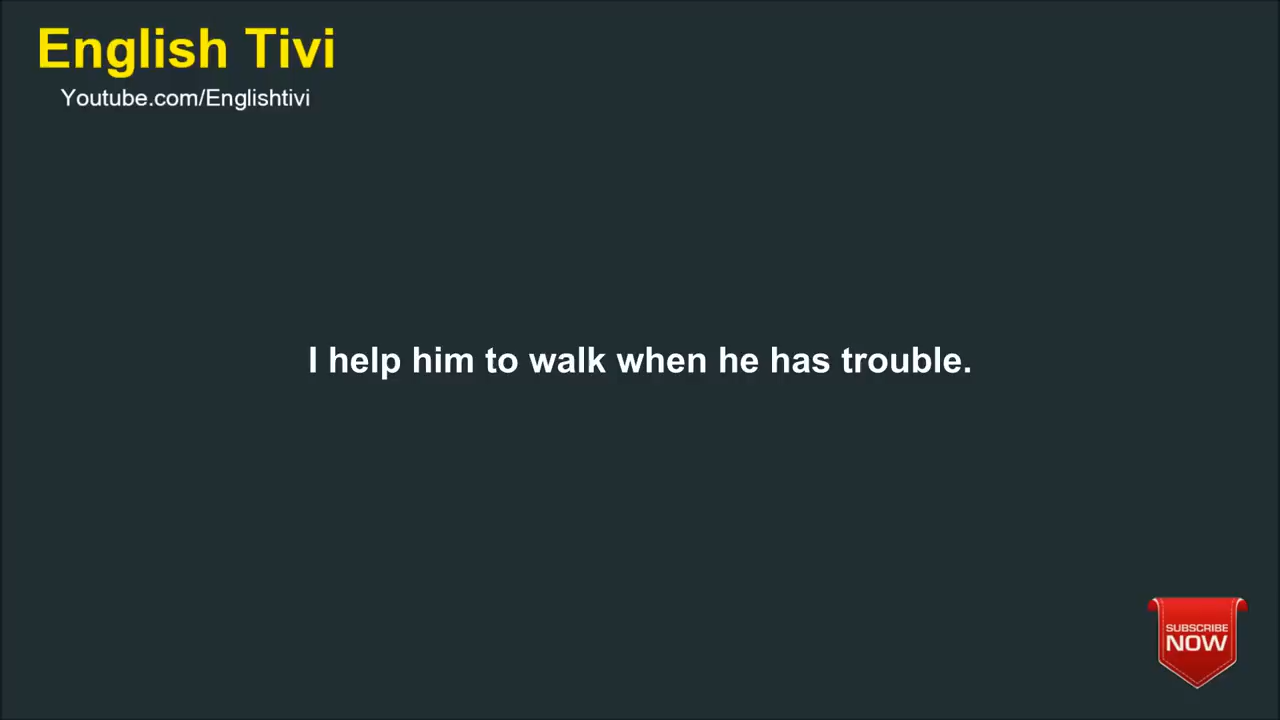 English Tivi
Youtube.com/Englishtivi
I help him to walk when he has trouble.
SUBSCRIBE
NOW